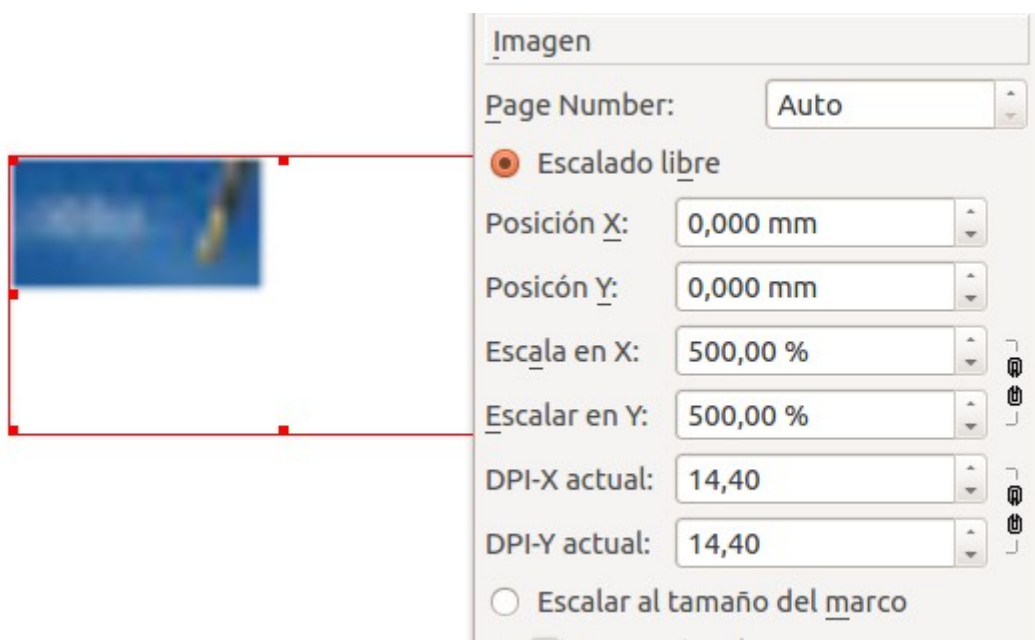 Imagen
Page Number: Auto
Escalado libre
Posición X: 0,000 mm
Posicón Y: 0,000 mm
Escala en X: 500,00 %
Escalar en Y: 500,00 %
DPI-X actual: 14,40
DPI-Y actual: 14,40
Escalar al tamaño del marco